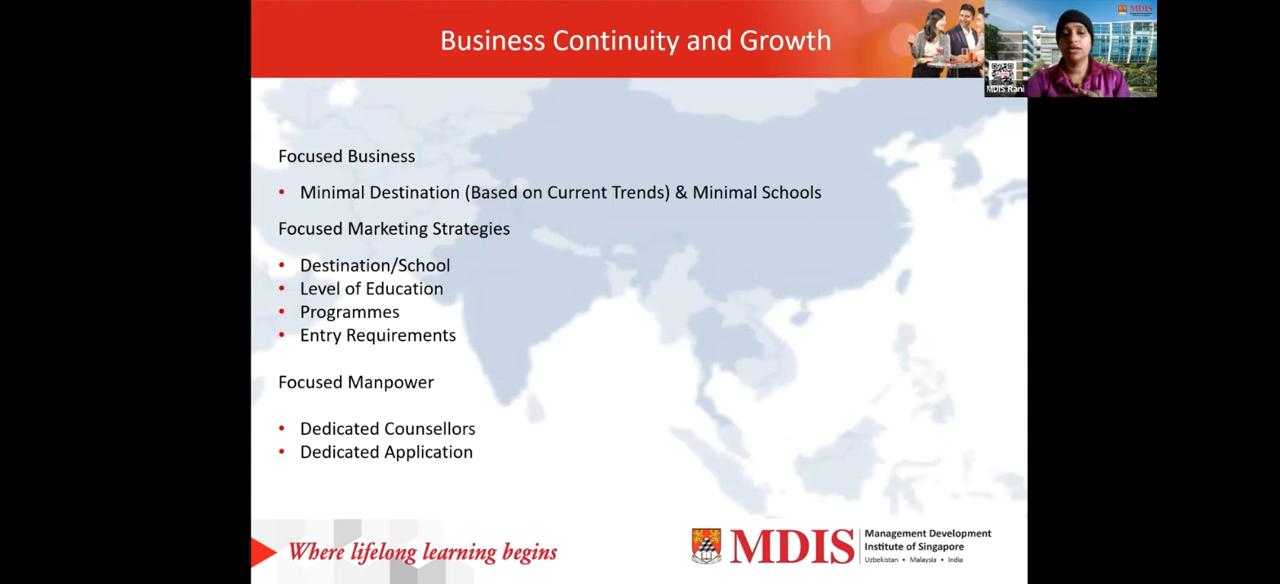 Business Continuity and Growth
MDIS
MDIS Rani
Focused Business
• Minimal Destination (Based on Current Trends) & Minimal Schools
Focused Marketing Strategies
• Destination/School
• Level of Education
• Programmes
• Entry Requirements
Focused Manpower
• Dedicated Counsellors
• Dedicated Application
Where lifelong learning begins
MDIS
Management Development
Institute of Singapore
Uzbekistan • Malaysia • India